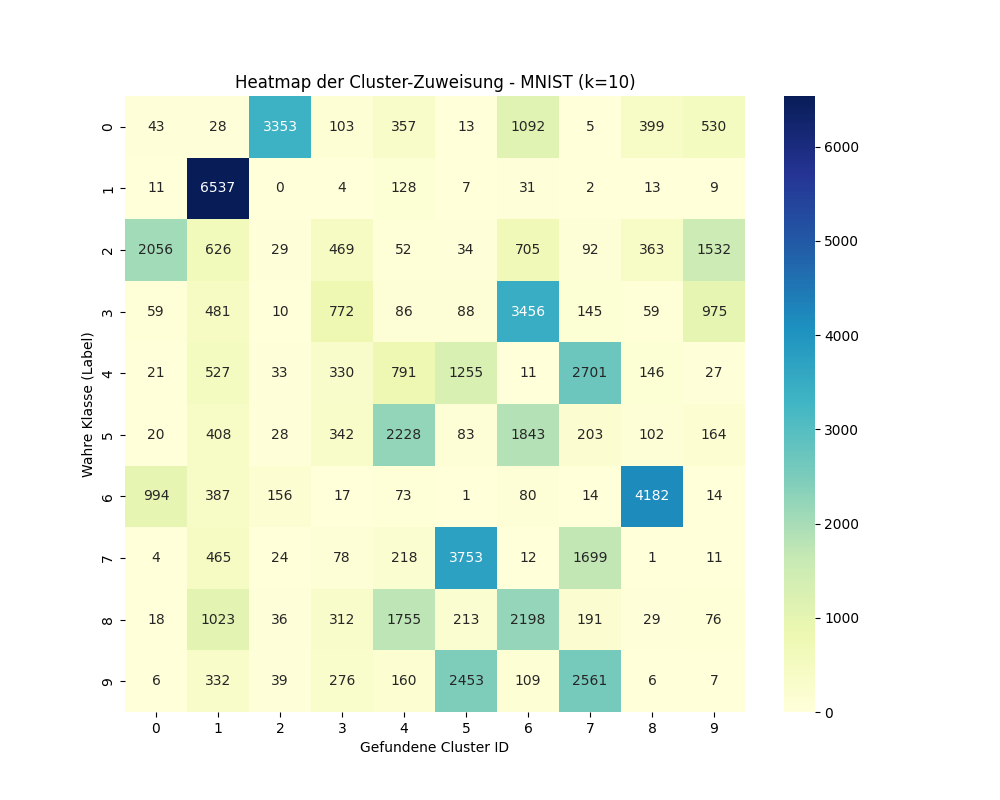 Heatmap der Cluster-Zuweisung - MNIST (k=10)
Wahre Klasse (Label)
0 43 28 3353 103 357 13 1092 5 399 530
1 11 6537 0 4 128 7 31 2 13 9
2 2056 626 29 469 52 34 705 92 363 1532
3 59 481 10 772 86 88 3456 145 59 975
4 21 527 33 330 791 1255 11 2701 146 27
5 20 408 28 342 2228 83 1843 203 102 164
6 994 387 156 17 73 1 80 14 4182 14
7 4 465 24 78 218 3753 12 1699 1 11
8 18 1023 36 312 1755 213 2198 191 29 76
9 6 332 39 276 160 2453 109 2561 6 7
0 1 2 3 4 5 6 7 8 9
Gefundene Cluster ID
6000
5000
4000
3000
2000
1000
0